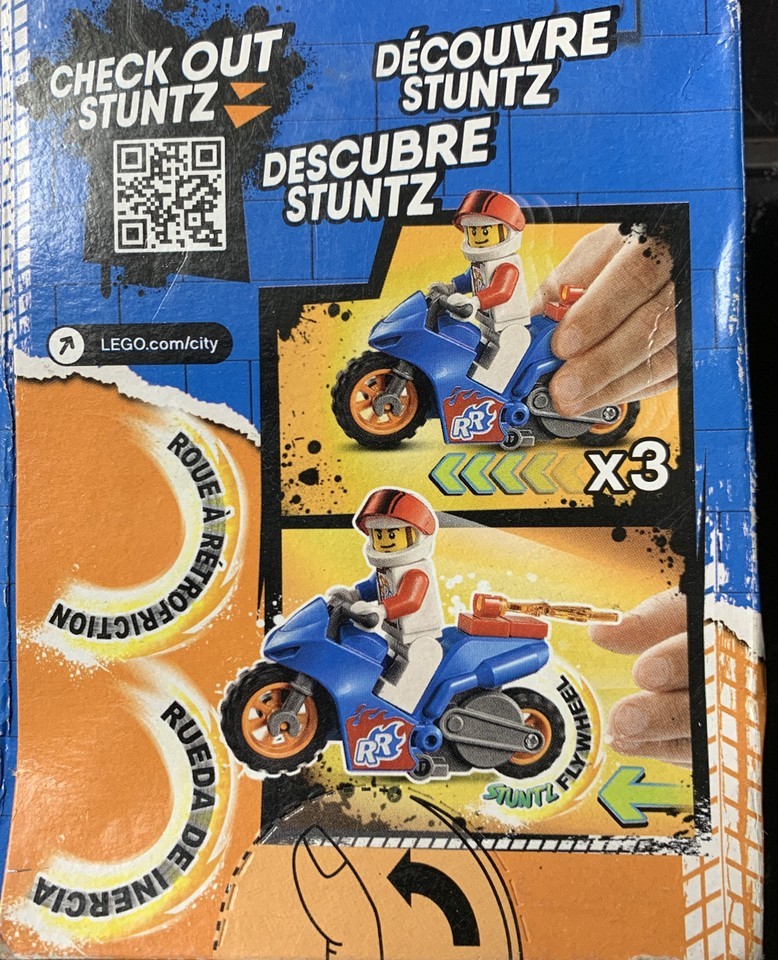 CHECK OUT
STUNTZ
DÉCOUVRE
STUNTZ
DESCUBRE
STUNTZ
LEGO.com/city
RR
x3
ROUE À RÉTROFRICTION
RR
STUNTZ FLYWHEEL
RUEDA DE INERCIA